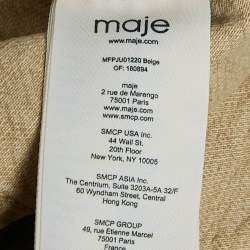 maje
www.maje.com
MFPJU01220 Beige
OF: 160894
maje
2 rue de Marengo
75001 Paris
www.maje.com
www.smcp.com
SMCP USA Inc.
44 Wall St.
20th Floor
New York, NY 10005
SMCP ASIA Inc.
The Centrium, Suite 3203A-5A 32/F
60 Wyndham Street, Central
Hong Kong
SMCP GROUP
49, rue Etienne Marcel
75001 Paris
France